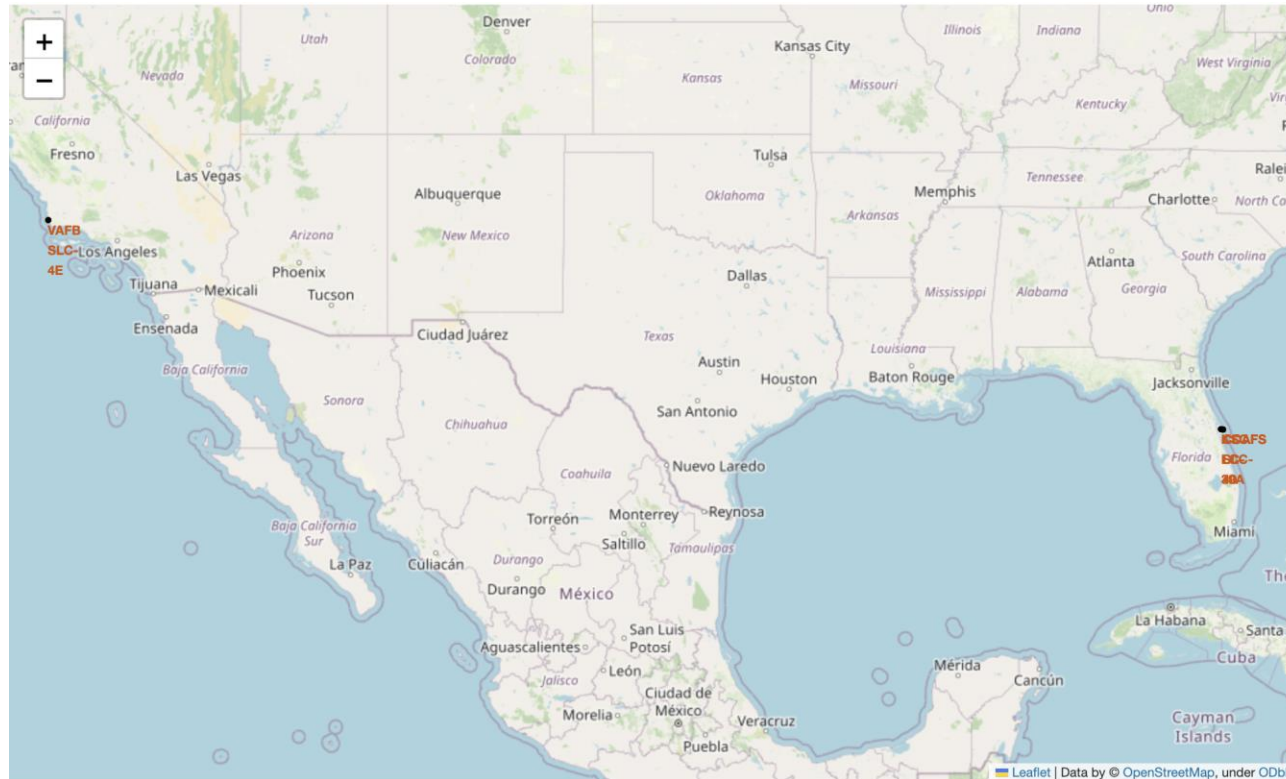 +
−
Denver
Utah
Colorado
Nevada
Kansas City
Kansas
Missouri
Illinois
Indiana
Ohio
West Virginia
Kentucky
California
Fresno
Las Vegas
Albuquerque
Tulsa
Oklahoma
Memphis
Tennessee
Charlotte
Arkansas
Arizona
New Mexico
VAFB
SLC-
4E
Los Angeles
Phoenix
Tucson
Dallas
Atlanta
South Carolina
Mississippi
Alabama
Georgia
Tijuana
Mexicali
Ensenada
Ciudad Juárez
Texas
Louisiana
Baton Rouge
Austin
Houston
Jacksonville
Baja California
Sonora
Chihuahua
San Antonio
Coahuila
Nuevo Laredo
Florida
Miami
Reynosa
Torreón
Monterrey
Saltillo
Tamaulipas
Baja California
Sur
La Paz
Culiacán
Durango
Durango
México
La Habana
Cuba
Santa
San Luis
Potosí
Aguascalientes
León
Jalisco
Mérida
Cancún
Ciudad de
México
Morelia
Veracruz
Puebla
Cayman
Islands
Leaflet | Data by © OpenStreetMap, under ODb